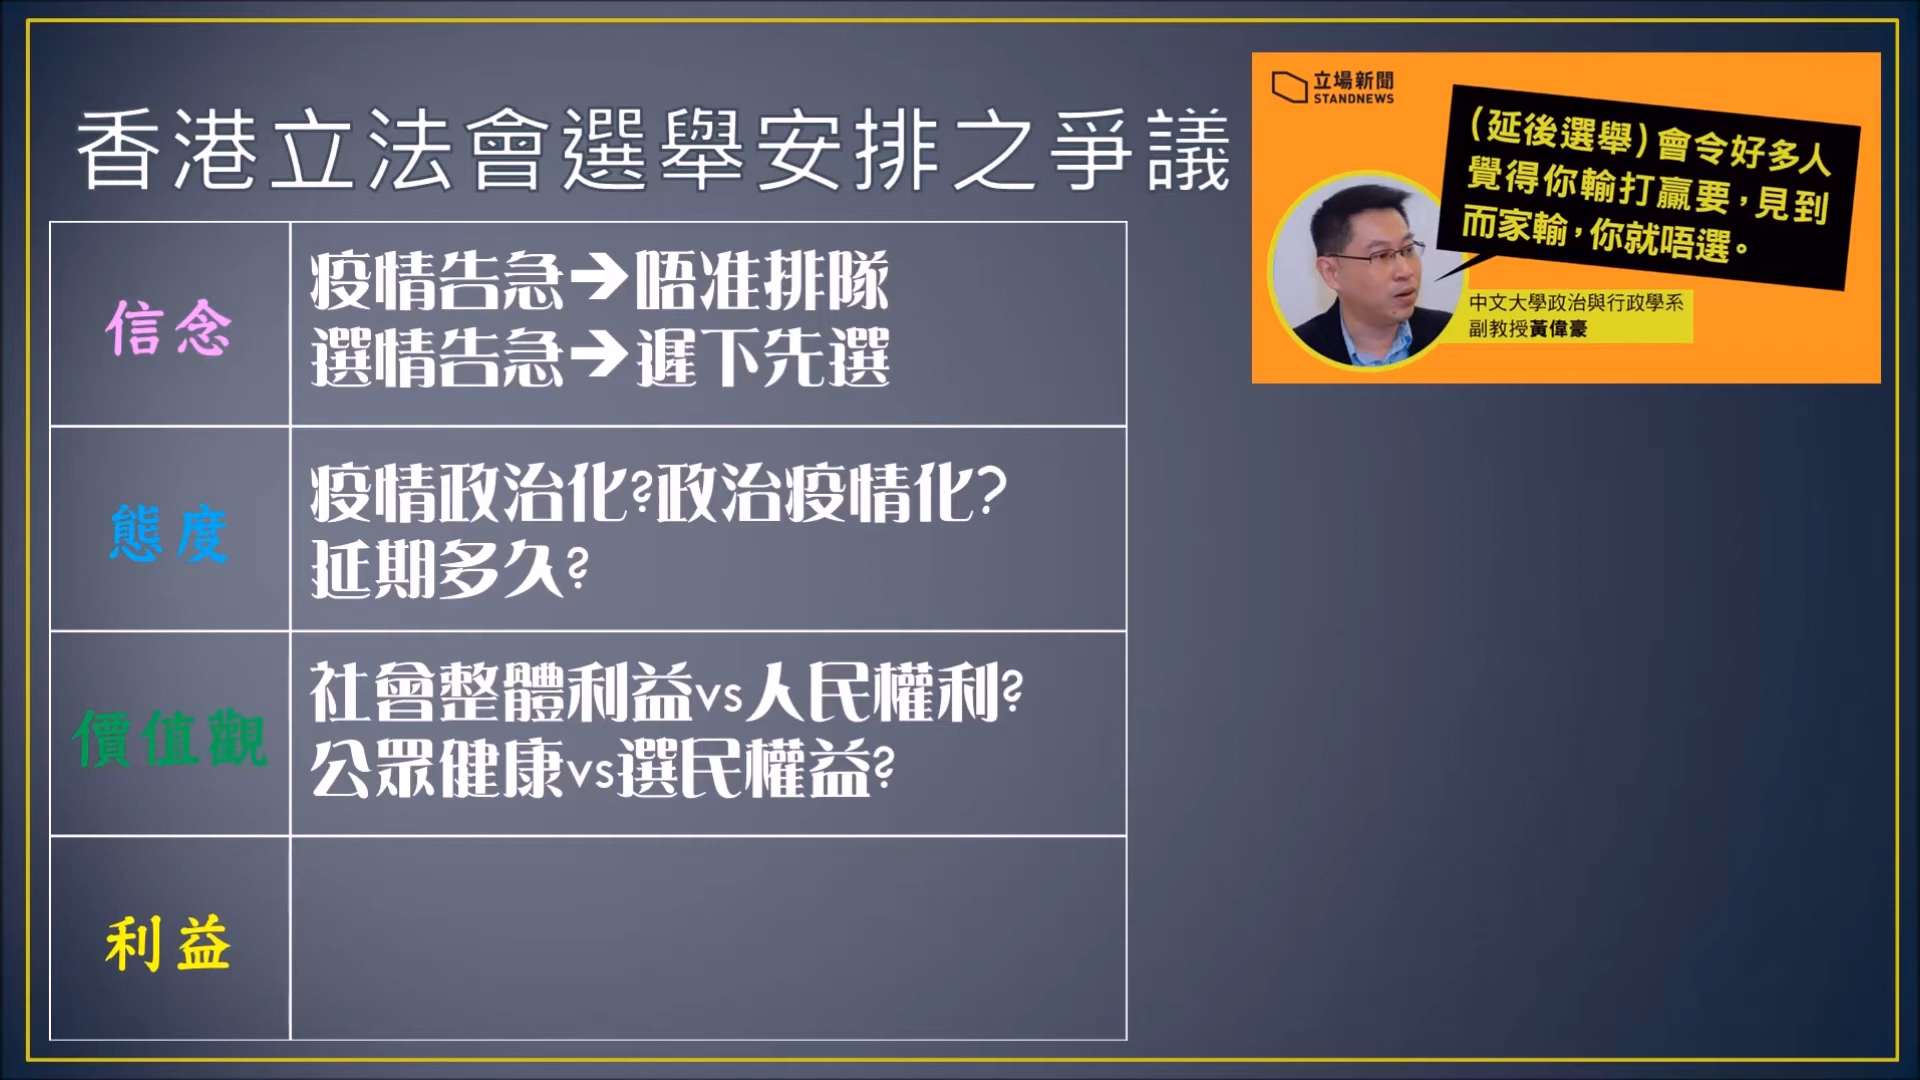 香港立法會選舉安排之爭議
立場新聞
STANDNEWS
(延後選舉)會令好多人
覺得你輸打贏要,見到
而家輸,你就唔選。
中文大學政治與行政學系
副教授黃偉豪
信念
疫情告急➔唔准排隊
選情告急➔遲下先選
態度
疫情政治化?政治疫情化?
延期多久?
價值觀
社會整體利益vs人民權利?
公眾健康vs選民權益?
利益